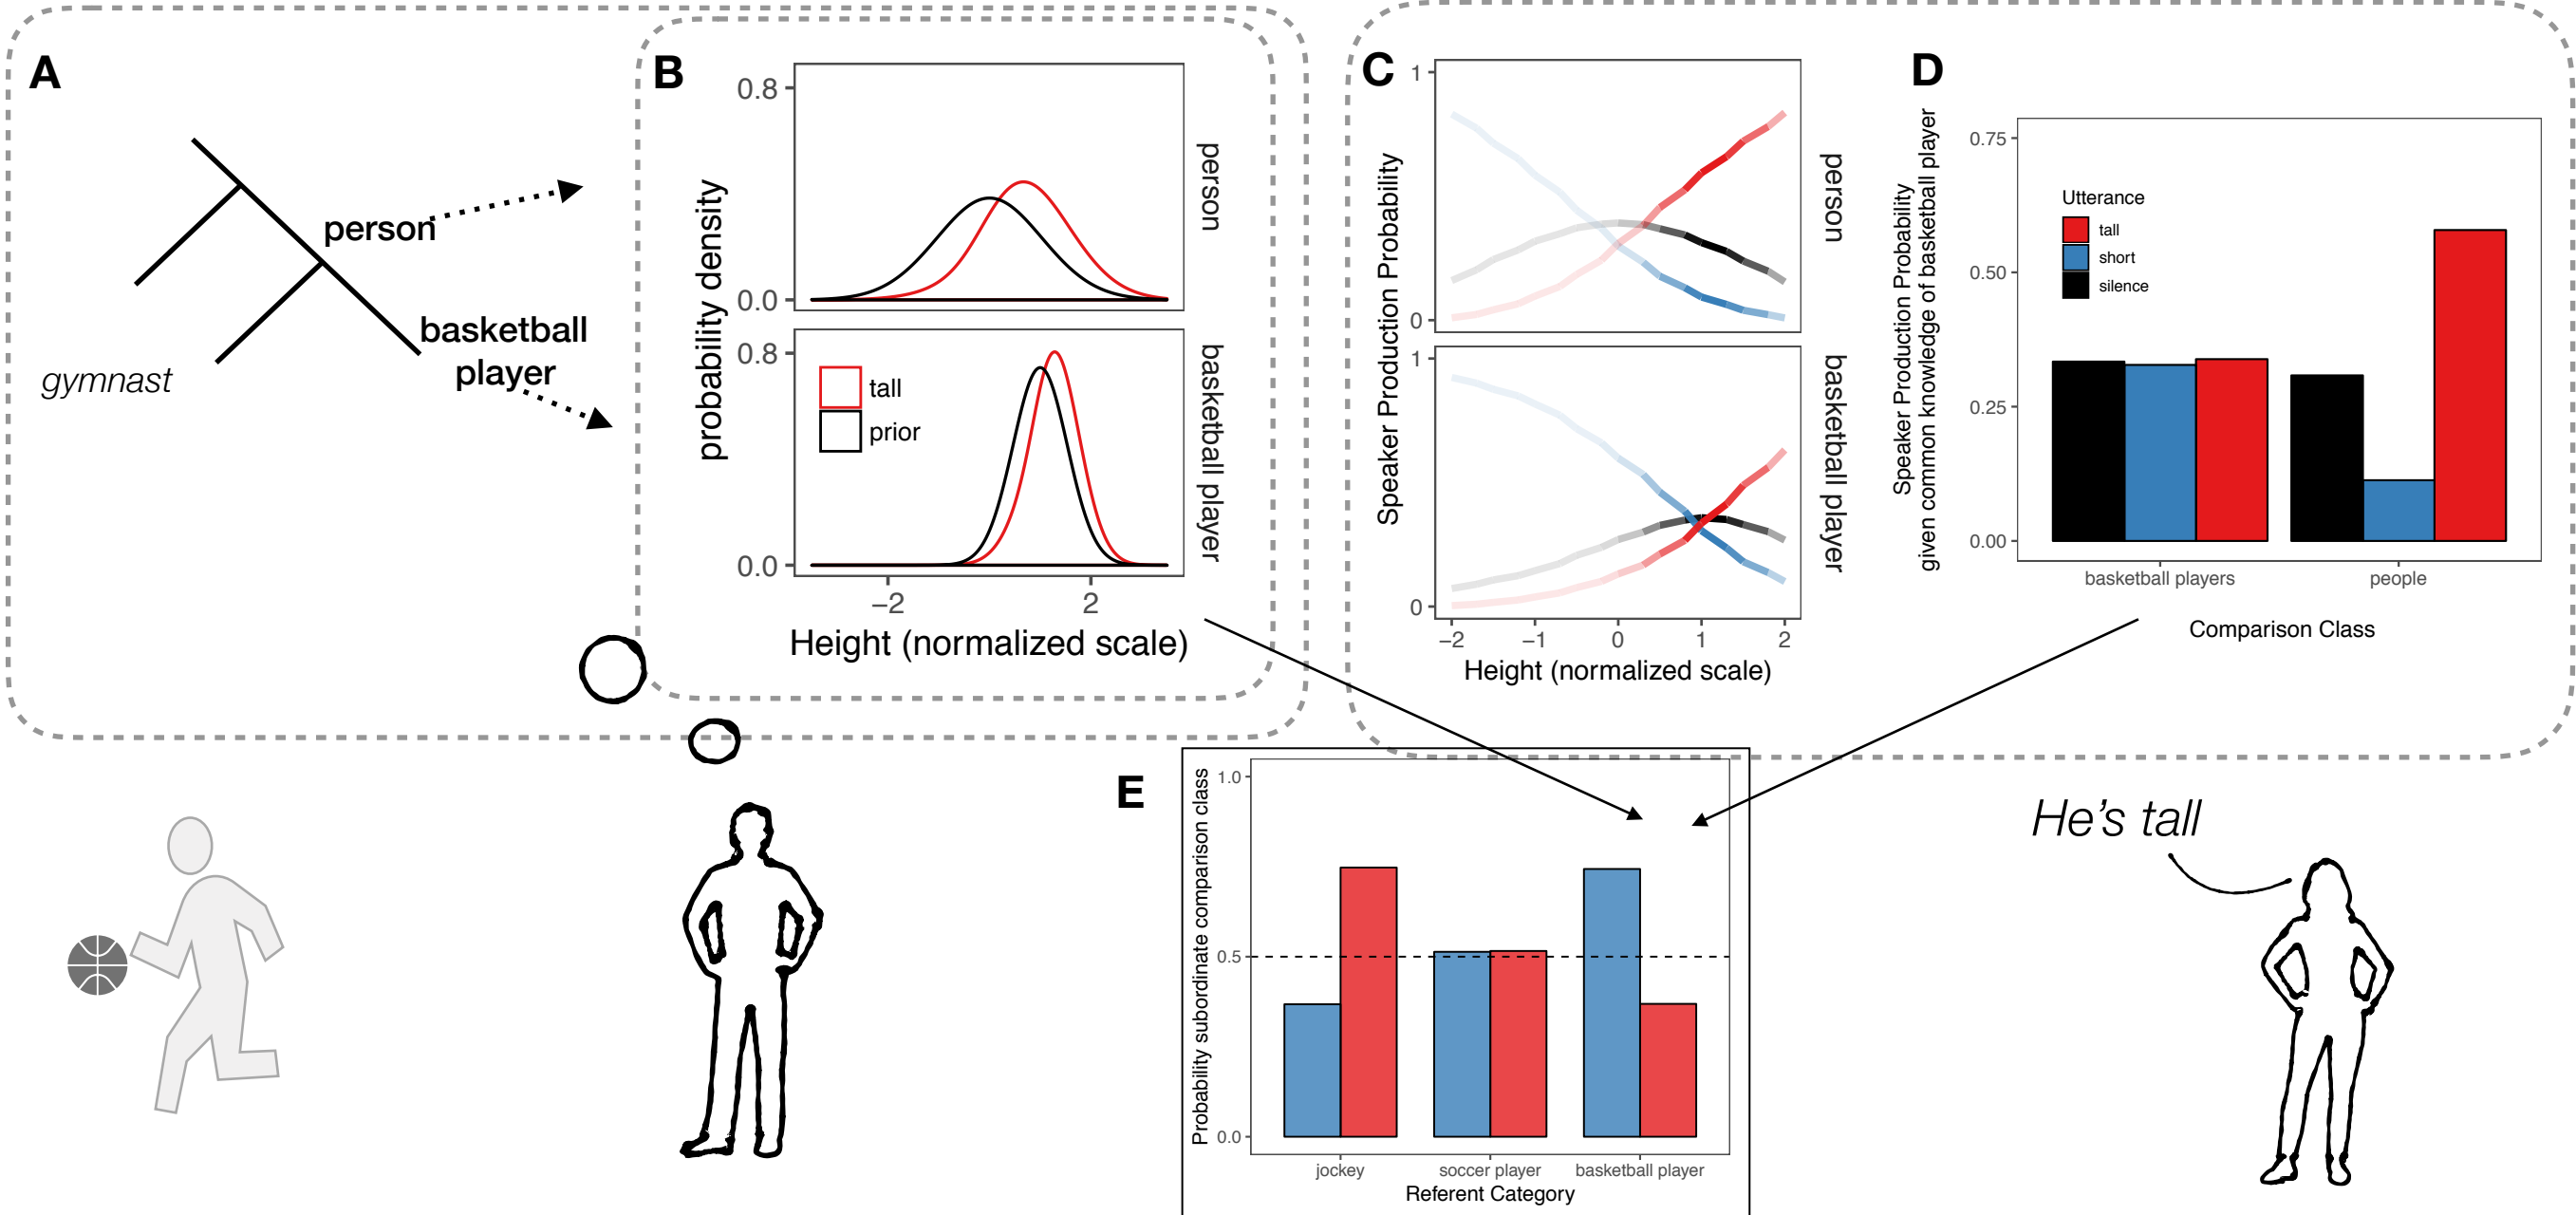 A
person
basketball
player
gymnast
B
probability density
0.8
0.0
person
0.8
0.0
tall
prior
basketball player
−2
2
Height (normalized scale)
C
Speaker Production Probability
1
0
person
1
0
basketball player
−2
−1
0
1
2
Height (normalized scale)
D
Speaker Production Probability
given common knowledge of basketball player
0.75
0.50
0.25
0.00
Utterance
tall
short
silence
basketball players
people
Comparison Class
E
Probability subordinate comparison class
1.0
0.5
0.0
jockey
soccer player
basketball player
Referent Category
He's tall